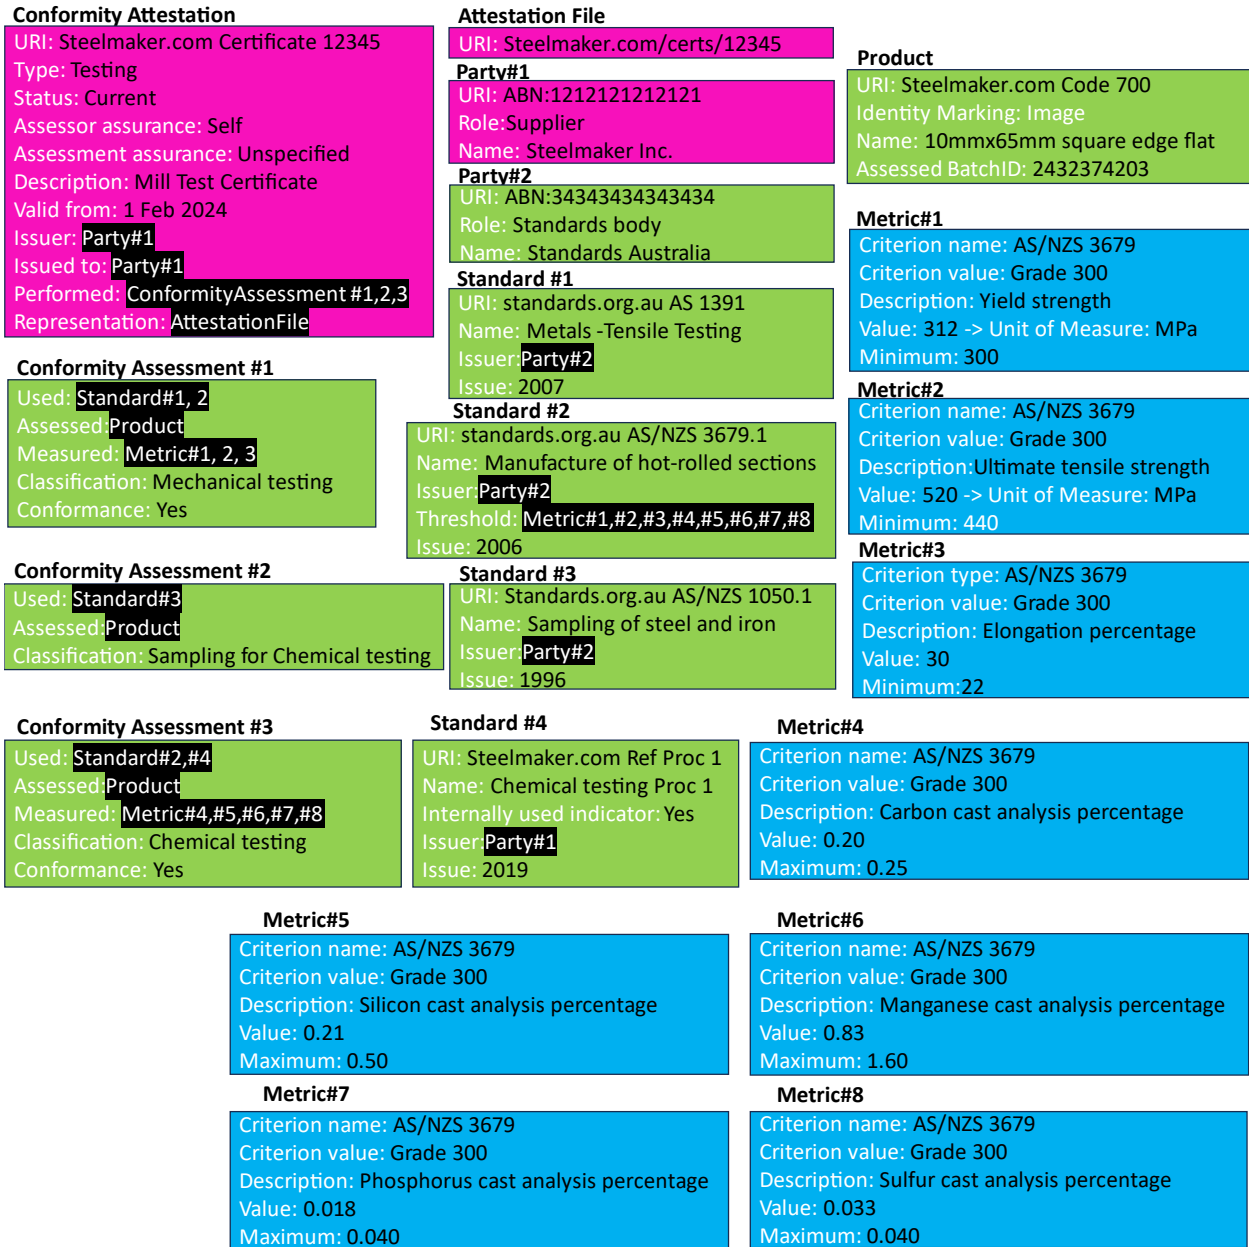 Conformity Attestation
URI: Steelmaker.com Certificate 12345
Type: Testing
Status: Current
Assessor assurance: Self
Assessment assurance: Unspecified
Description: Mill Test Certificate
Valid from: 1 Feb 2024
Issuer: Party#1
Issued to: Party#1
Performed: ConformityAssessment #1,2,3
Representation: AttestationFile
Attestation File
URI: Steelmaker.com/certs/12345
Party#1
URI: ABN:1212121212121
Role:Supplier
Name: Steelmaker Inc.
Party#2
URI: ABN:34343434343434
Role: Standards body
Name: Standards Australia
Product
URI: Steelmaker.com Code 700
Identity Marking: Image
Name: 10mmx65mm square edge flat
Assessed BatchID: 2432374203
Standard #1
URI: standards.org.au AS 1391
Name: Metals -Tensile Testing
Issuer:Party#2
Issue: 2007
Metric#1
Criterion name: AS/NZS 3679
Criterion value: Grade 300
Description: Yield strength
Value: 312 -> Unit of Measure: MPa
Minimum: 300
Conformity Assessment #1
Used: Standard#1, 2
Assessed:Product
Measured: Metric#1, 2, 3
Classification: Mechanical testing
Conformance: Yes
Standard #2
URI: standards.org.au AS/NZS 3679.1
Name: Manufacture of hot-rolled sections
Issuer:Party#2
Threshold: Metric#1,#2,#3,#4,#5,#6,#7,#8
Issue: 2006
Metric#2
Criterion name: AS/NZS 3679
Criterion value: Grade 300
Description:Ultimate tensile strength
Value: 520 -> Unit of Measure: MPa
Minimum: 440
Conformity Assessment #2
Used: Standard#3
Assessed:Product
Classification: Sampling for Chemical testing
Standard #3
URI: Standards.org.au AS/NZS 1050.1
Name: Sampling of steel and iron
Issuer:Party#2
Issue: 1996
Metric#3
Criterion type: AS/NZS 3679
Criterion value: Grade 300
Description: Elongation percentage
Value: 30
Minimum:22
Conformity Assessment #3
Used: Standard#2,#4
Assessed:Product
Measured: Metric#4,#5,#6,#7,#8
Classification: Chemical testing
Conformance: Yes
Standard #4
URI: Steelmaker.com Ref Proc 1
Name: Chemical testing Proc 1
Internally used indicator: Yes
Issuer:Party#1
Issue: 2019
Metric#4
Criterion name: AS/NZS 3679
Criterion value: Grade 300
Description: Carbon cast analysis percentage
Value: 0.20
Maximum: 0.25
Metric#5
Criterion name: AS/NZS 3679
Criterion value: Grade 300
Description: Silicon cast analysis percentage
Value: 0.21
Maximum: 0.50
Metric#6
Criterion name: AS/NZS 3679
Criterion value: Grade 300
Description: Manganese cast analysis percentage
Value: 0.83
Maximum: 1.60
Metric#7
Criterion name: AS/NZS 3679
Criterion value: Grade 300
Description: Phosphorus cast analysis percentage
Value: 0.018
Maximum: 0.040
Metric#8
Criterion name: AS/NZS 3679
Criterion value: Grade 300
Description: Sulfur cast analysis percentage
Value: 0.033
Maximum: 0.040